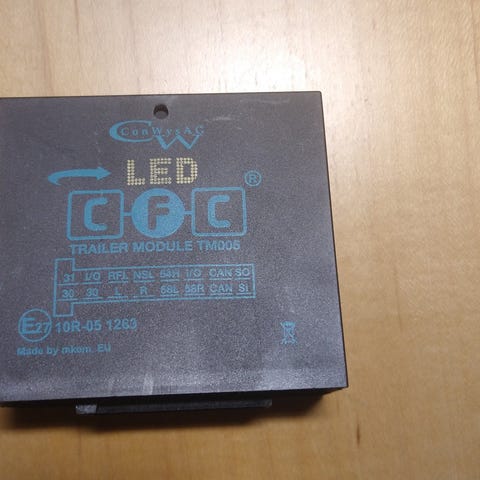 ConWysAG
CW
LED
CFC ®
TRAILER MODULE TM005
31 I/O RFL NSL 54H I/O CAN SO
30 30 L R 58L 58R CAN SI
E27 10R-05 1263
Made by mkem, EU